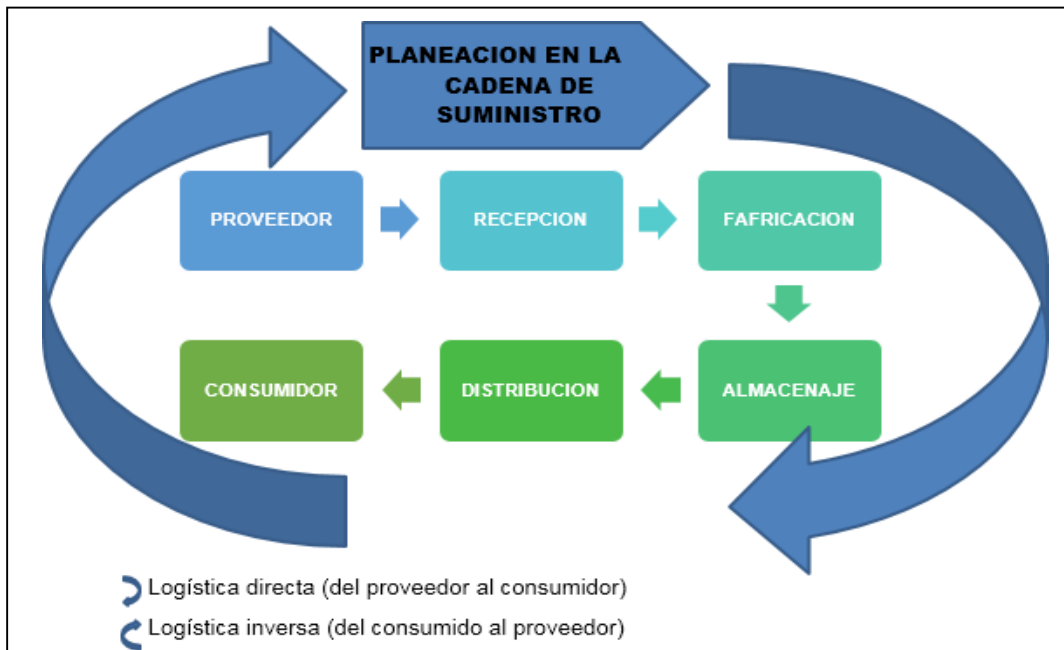 PLANEACION EN LA
CADENA DE
SUMINISTRO
PROVEEDOR
RECEPCION
FAFRICACION
CONSUMIDOR
DISTRIBUCION
ALMACENAJE
Logística directa (del proveedor al consumidor)
Logística inversa (del consumido al proveedor)